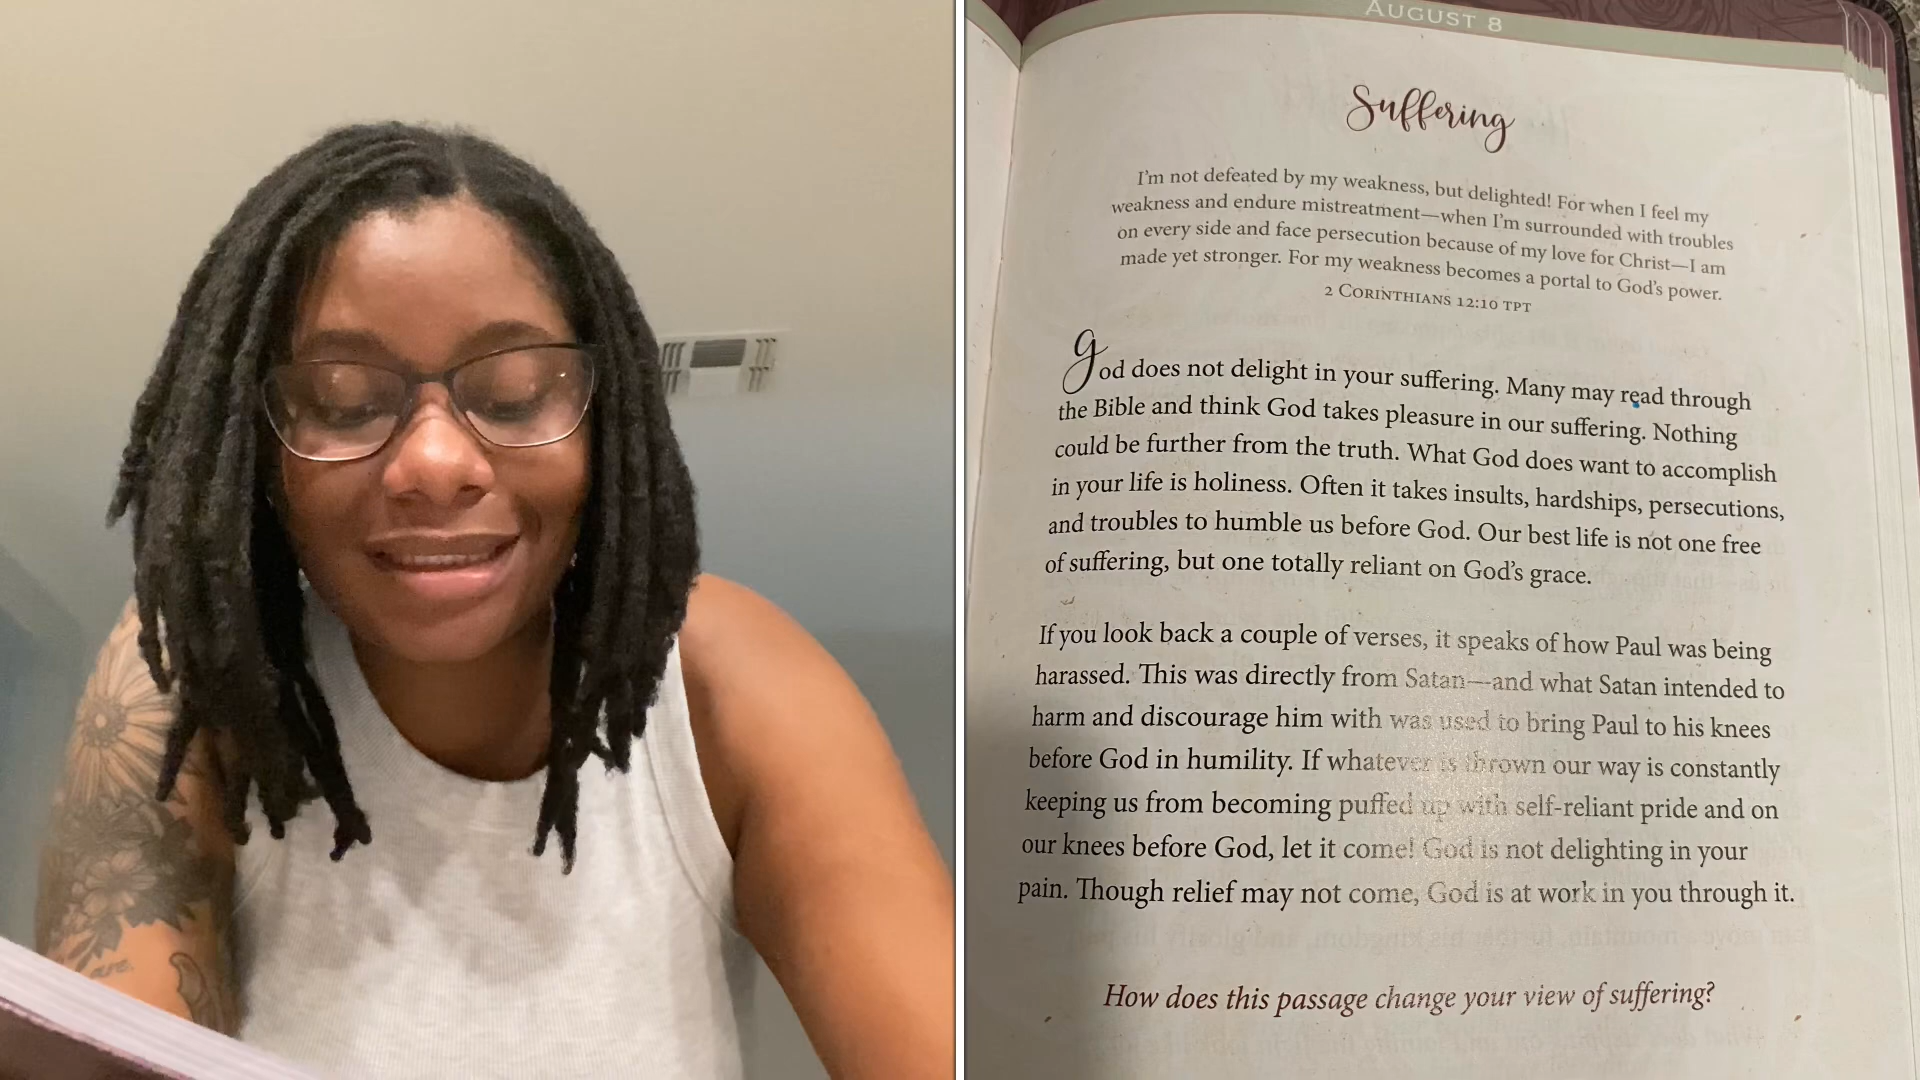 AUGUST 8
Suffering
I'm not defeated by my weakness, but delighted! For when I feel my
weakness and endure mistreatment—when I'm surrounded with troubles
on every side and face persecution because of my love for Christ—I am
made yet stronger. For my weakness becomes a portal to God's power.
2 CORINTHIANS 12:10 TPT
God does not delight in your suffering. Many may read through
the Bible and think God takes pleasure in our suffering. Nothing
could be further from the truth. What God does want to accomplish
in your life is holiness. Often it takes insults, hardships, persecutions,
and troubles to humble us before God. Our best life is not one free
of suffering, but one totally reliant on God's grace.
If you look back a couple of verses, it speaks of how Paul was being
harassed. This was directly from Satan—and what Satan intended to
harm and discourage him with was used to bring Paul to his knees
before God in humility. If whatever is thrown our way is constantly
keeping us from becoming puffed up with self-reliant pride and on
our knees before God, let it come! God is not delighting in your
pain. Though relief may not come, God is at work in you through it.
How does this passage change your view of suffering?